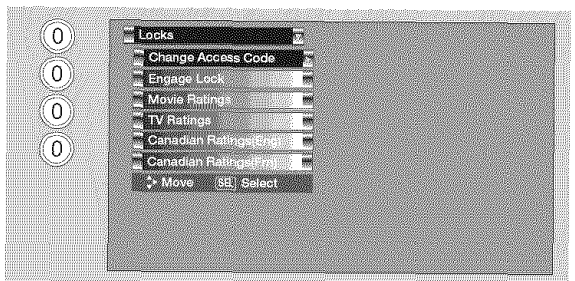 0
0
0
0
Locks
Change Access Code
Engage Lock
Movie Ratings
TV Ratings
Canadian Ratings(Eng)
Canadian Ratings(Frn)
Move SEL Select